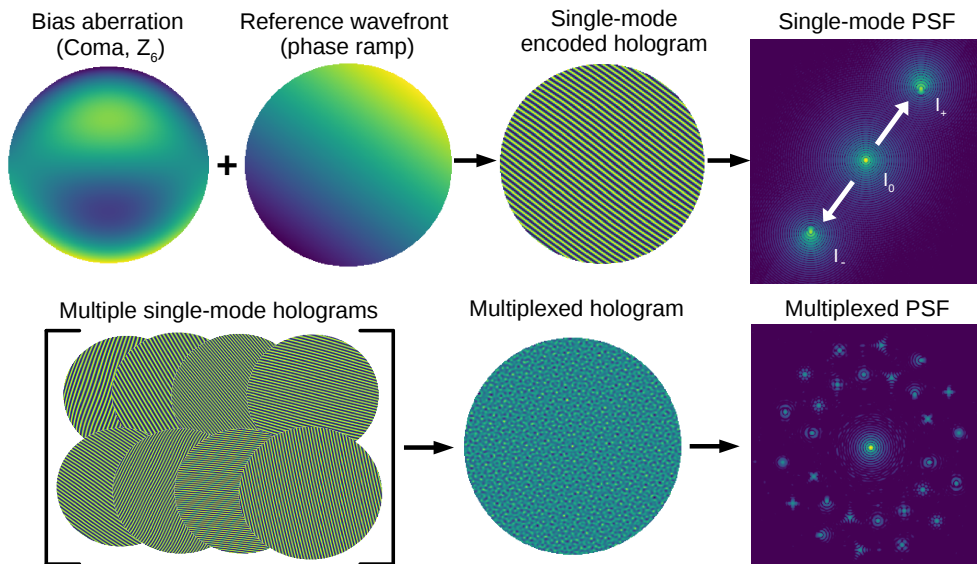 Bias aberration
(Coma, Z6)
+
Reference wavefront
(phase ramp)
Single-mode
encoded hologram
Single-mode PSF
I+
I0
I-
Multiple single-mode holograms
Multiplexed hologram
Multiplexed PSF